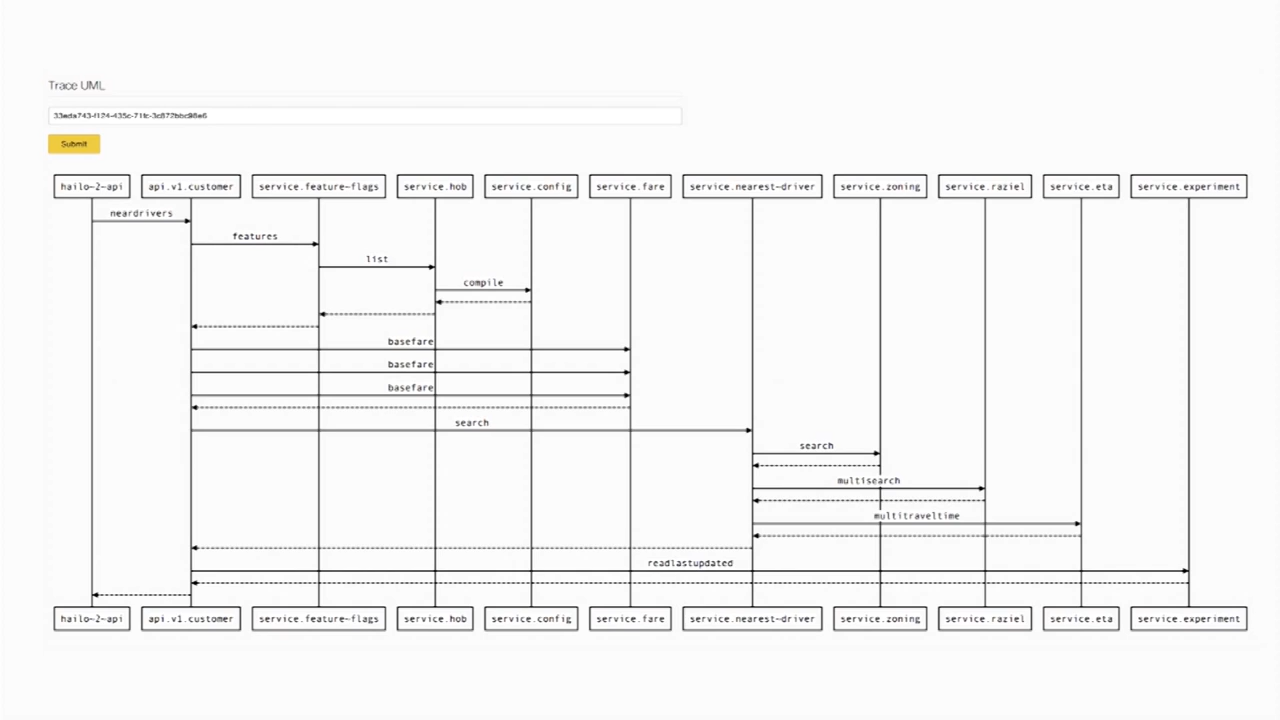 Trace UML
Submit
hailo-2-api api.v1.customer service.feature-flags service.hob service.config service.fare service.nearest-driver service.zoning service.raziel service.eta service.experiment
neardrivers
features
list
compile
basefare
basefare
basefare
search
search
multisearch
multitraveltime
readlastupdated
hailo-2-api api.v1.customer service.feature-flags service.hob service.config service.fare service.nearest-driver service.zoning service.raziel service.eta service.experiment